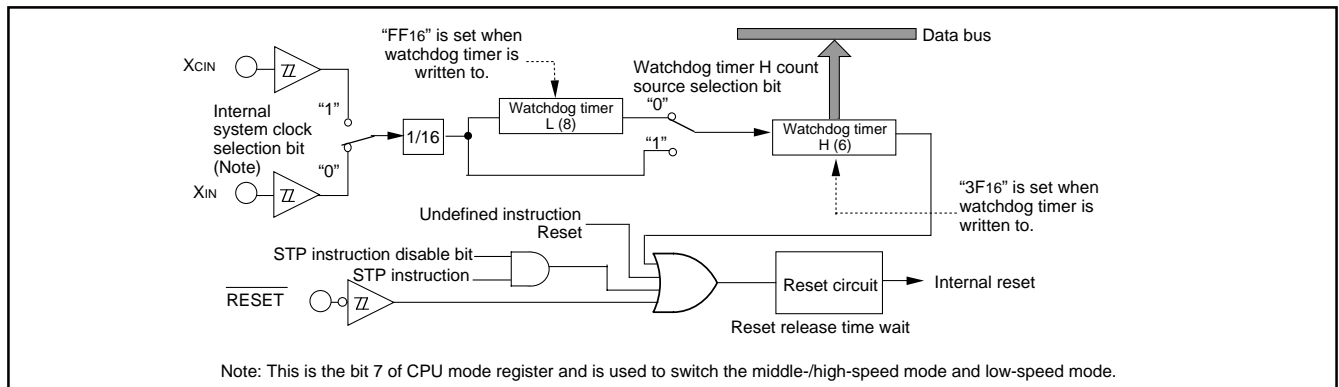 “FF16” is set when
watchdog timer is
written to.
Data bus
XCIN
Watchdog timer H count
source selection bit
“1”
Internal
system clock
selection bit
(Note)
“0”
1/16
Watchdog timer
L (8)
“0”
“1”
Watchdog timer
H (6)
XIN
“3F16” is set when
watchdog timer is
written to.
Undefined instruction
Reset
STP instruction disable bit
STP instruction
RESET
Reset circuit
Internal reset
Reset release time wait
Note: This is the bit 7 of CPU mode register and is used to switch the middle-/high-speed mode and low-speed mode.